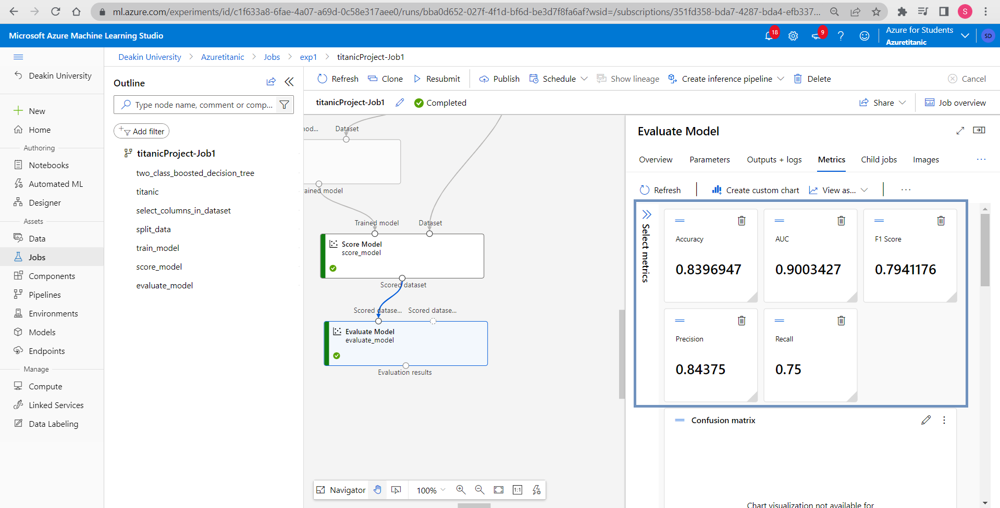 ml.azure.com/experiments/id/c1f633a8-6fae-4a07-a69d-0c58e317aee0/runs/bba0d652-027f-4f1d-bf6d-be3d7f8fa6af?wsid=/subscriptions/351fd358-bda7-4287-bda4-efb337...
S
Microsoft Azure Machine Learning Studio
18
9
Azure for Students
Azuretitanic
SD
Deakin University
New
Home
Authoring
Notebooks
Automated ML
Designer
Assets
Data
Jobs
Components
Pipelines
Environments
Models
Endpoints
Manage
Compute
Linked Services
Data Labeling
Deakin University > Azuretitanic > Jobs > exp1 > titanicProject-Job1
Outline
Type node name, comment or comp...
Add filter
titanicProject-Job1
two_class_boosted_decision_tree
titanic
select_columns_in_dataset
split_data
train_model
score_model
evaluate_model
Refresh Clone Resubmit Publish Schedule Show lineage Create inference pipeline Delete Cancel
titanicProject-Job1 Completed Share Job overview
nod... Dataset
rained model
Trained model Dataset
Score Model
score_model
Scored dataset
Scored datase... Scored datase...
Evaluate Model
evaluate_model
Evaluation results
Navigator 100% 1:1
Evaluate Model
Overview Parameters Outputs + logs Metrics Child jobs Images ...
Refresh Create custom chart View as... ...
Select metrics
Accuracy
0.8396947
AUC
0.9003427
F1 Score
0.7941176
Precision
0.84375
Recall
0.75
Confusion matrix
Chart visualization not available for